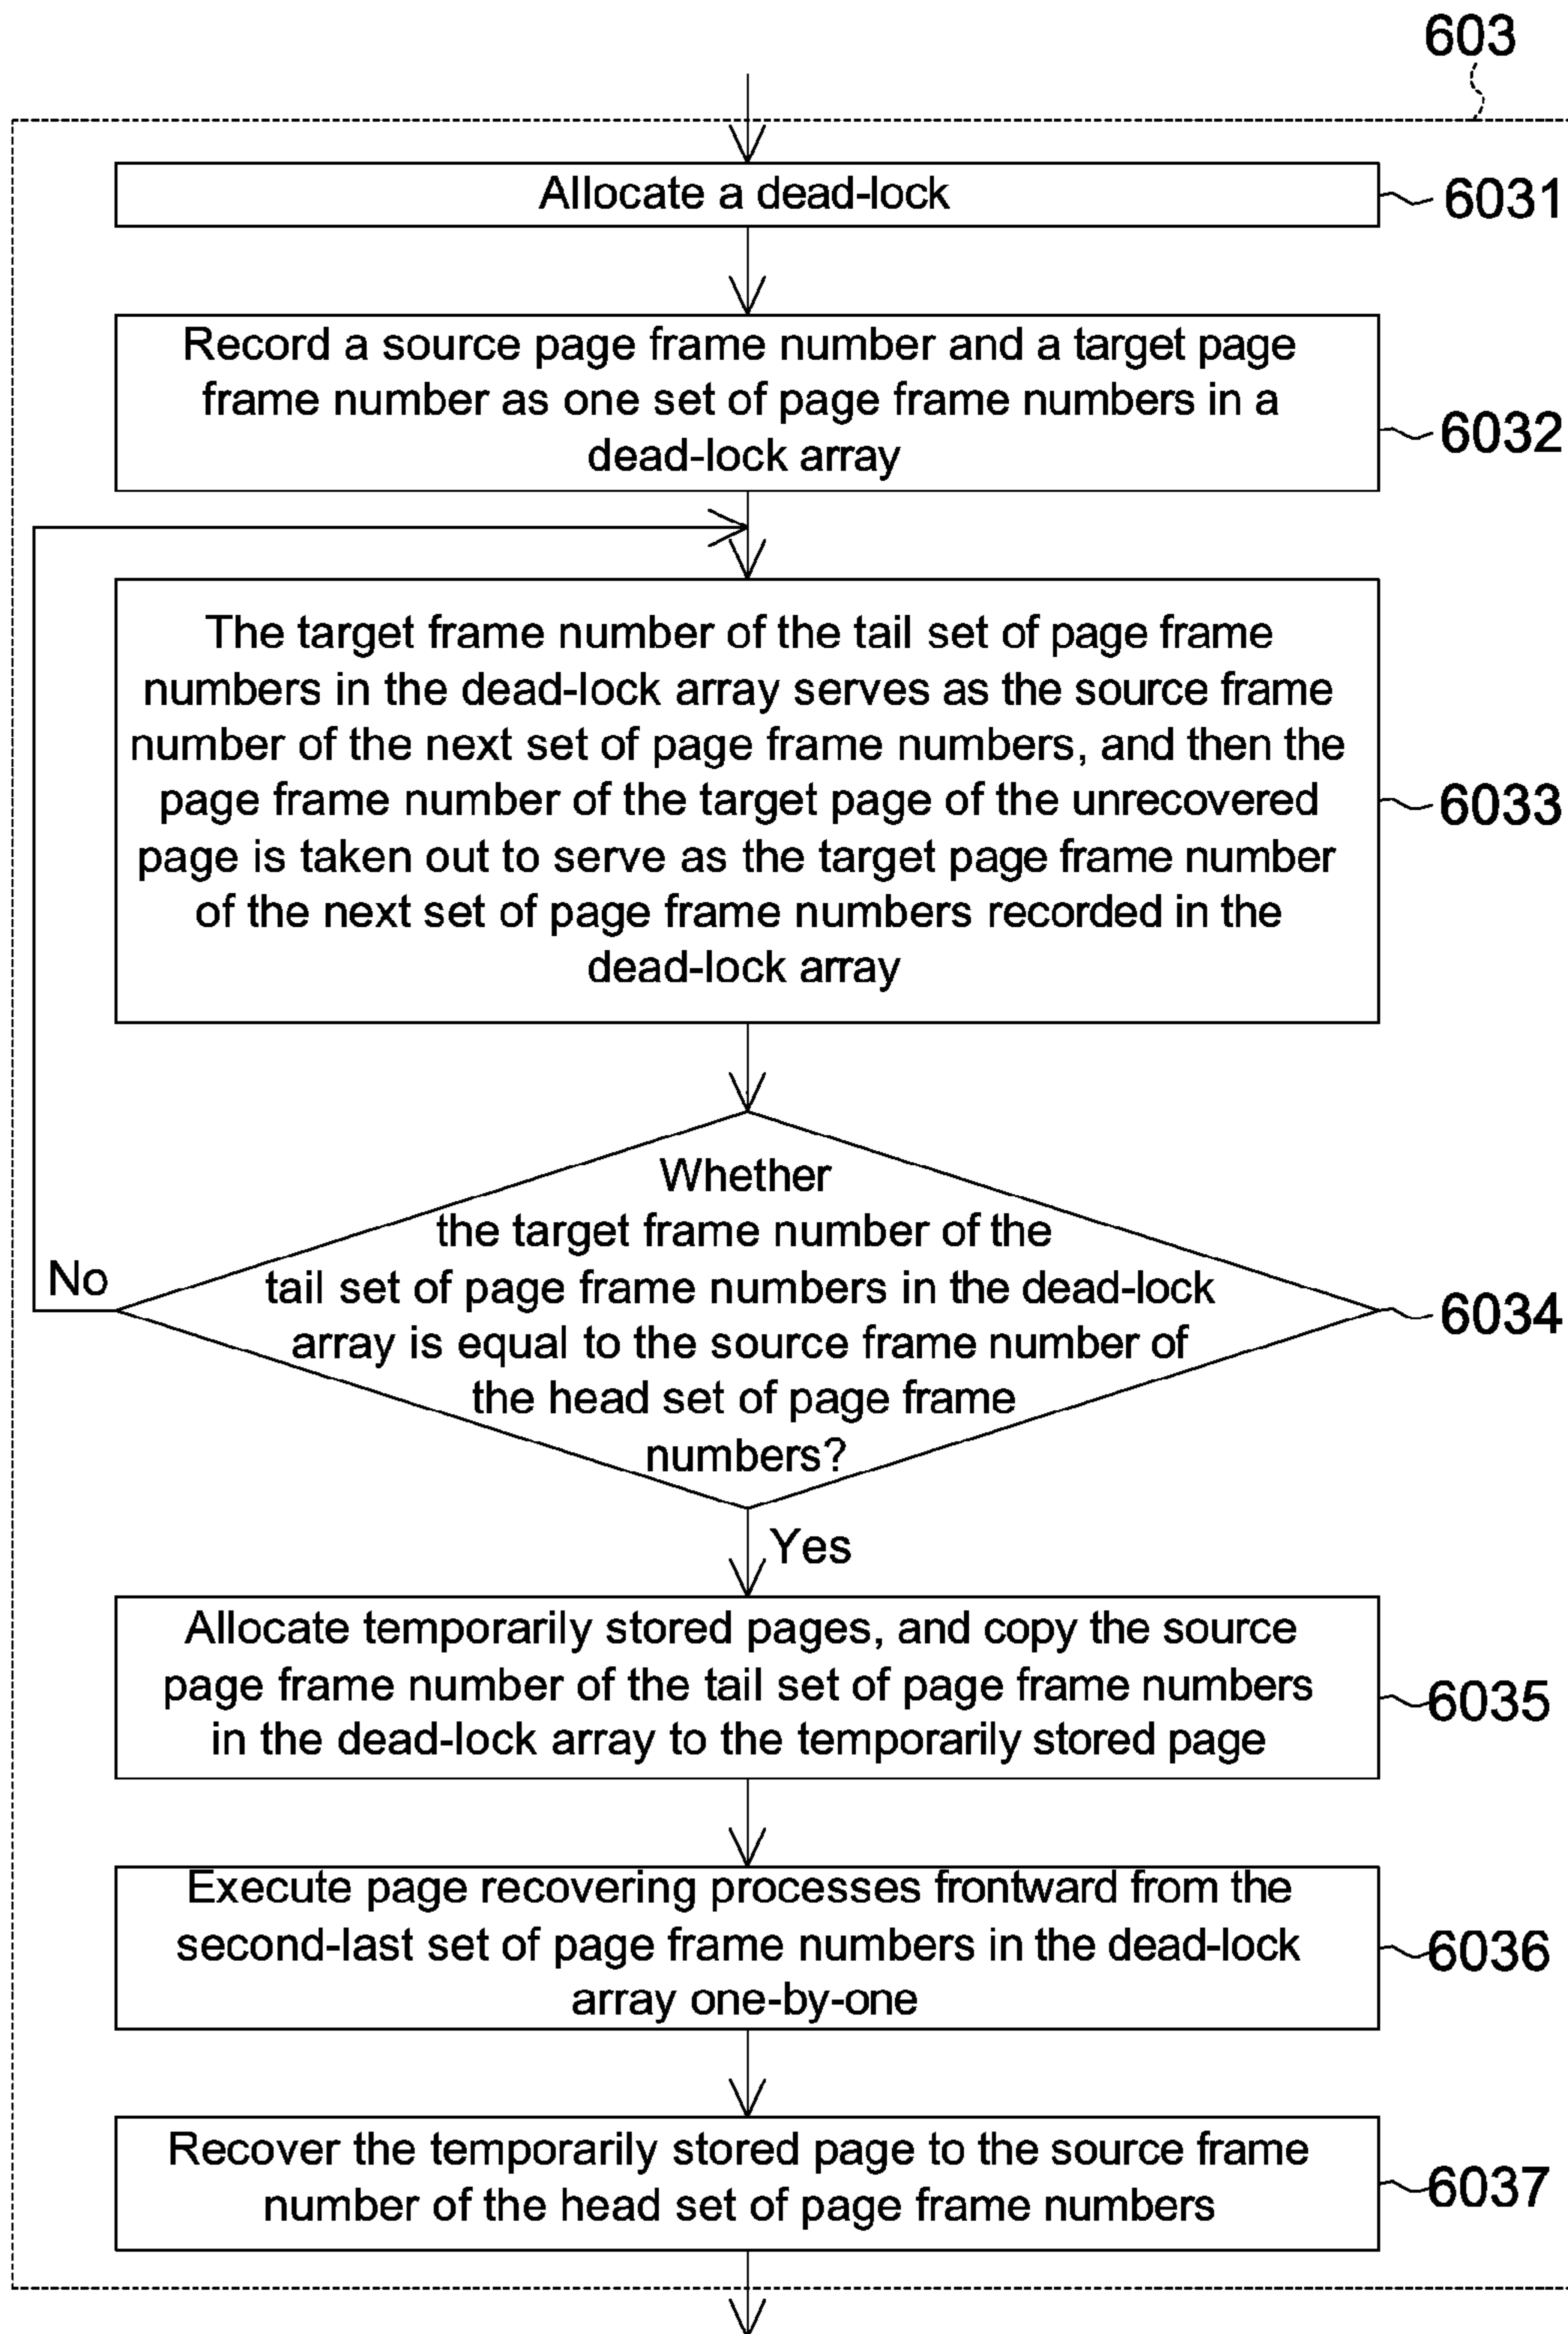 603
Allocate a dead-lock
6031
Record a source page frame number and a target page
frame number as one set of page frame numbers in a
dead-lock array
6032
The target frame number of the tail set of page frame
numbers in the dead-lock array serves as the source frame
number of the next set of page frame numbers, and then the
page frame number of the target page of the unrecovered
page is taken out to serve as the target page frame number
of the next set of page frame numbers recorded in the
dead-lock array
6033
Whether
the target frame number of the
tail set of page frame numbers in the dead-lock
array is equal to the source frame number of
the head set of page frame
numbers?
No
6034
Yes
Allocate temporarily stored pages, and copy the source
page frame number of the tail set of page frame numbers
in the dead-lock array to the temporarily stored page
6035
Execute page recovering processes frontward from the
second-last set of page frame numbers in the dead-lock
array one-by-one
6036
Recover the temporarily stored page to the source frame
number of the head set of page frame numbers
6037